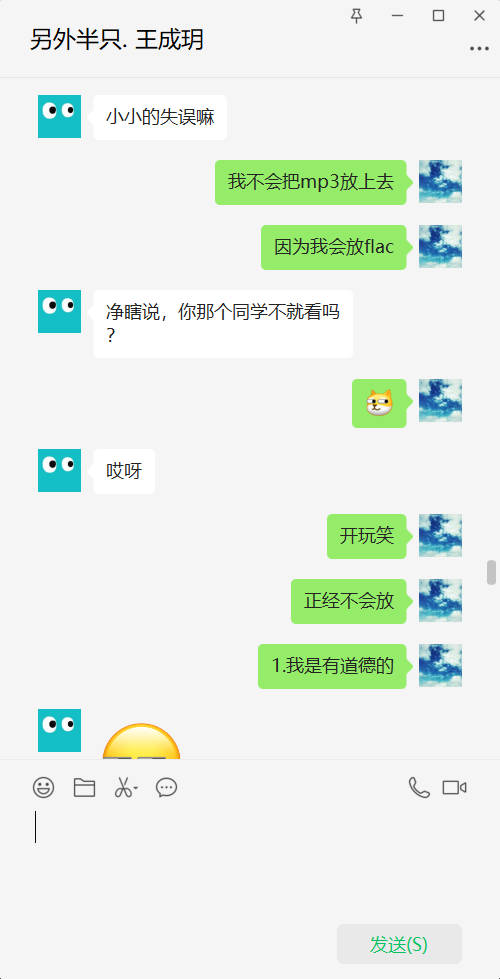 另外半只. 王成玥
小小的失误嘛
我不会把mp3放上去
因为我会放flac
净瞎说，你那个同学不就看吗
？
哎呀
开玩笑
正经不会放
1.我是有道德的
发送(S)